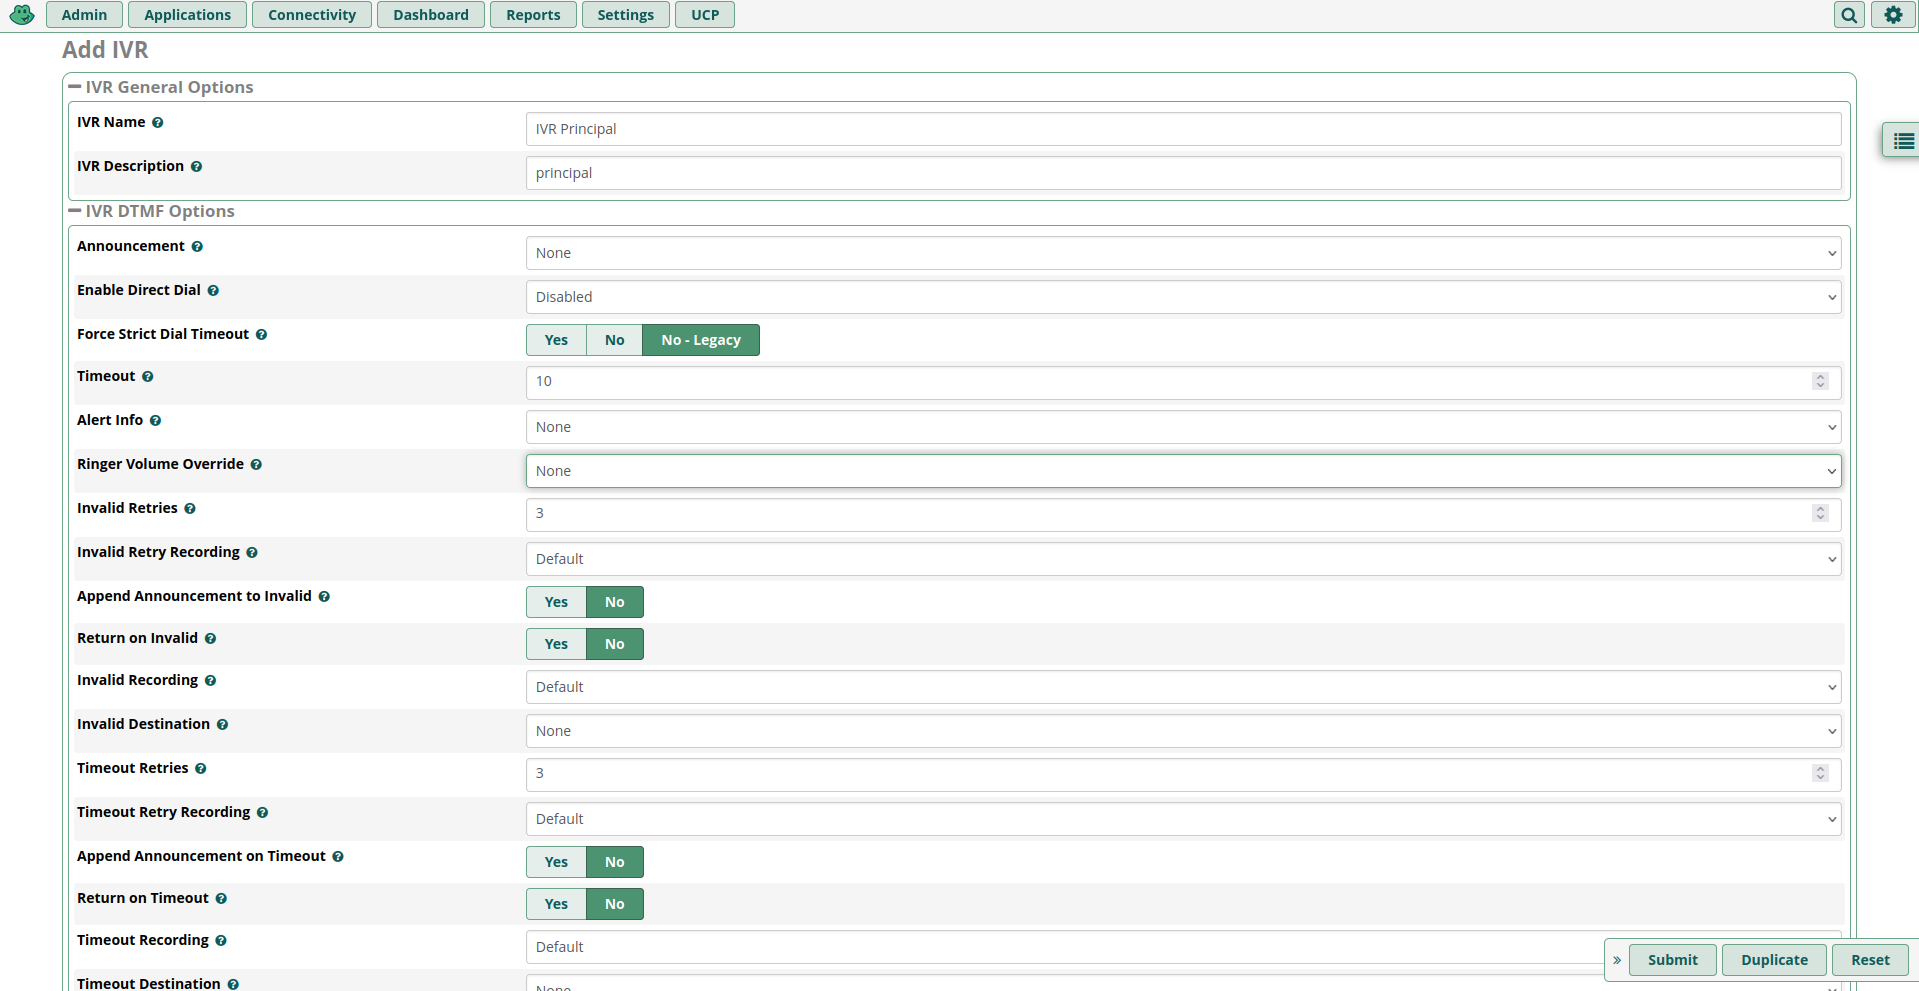 Admin Applications Connectivity Dashboard Reports Settings UCP
Add IVR
IVR General Options
IVR Name IVR Principal
IVR Description principal
IVR DTMF Options
Announcement None
Enable Direct Dial Disabled
Force Strict Dial Timeout Yes No No - Legacy
Timeout 10
Alert Info None
Ringer Volume Override None
Invalid Retries 3
Invalid Retry Recording Default
Append Announcement to Invalid Yes No
Return on Invalid Yes No
Invalid Recording Default
Invalid Destination None
Timeout Retries 3
Timeout Retry Recording Default
Append Announcement on Timeout Yes No
Return on Timeout Yes No
Timeout Recording Default
» Submit Duplicate Reset
Timeout Destination None